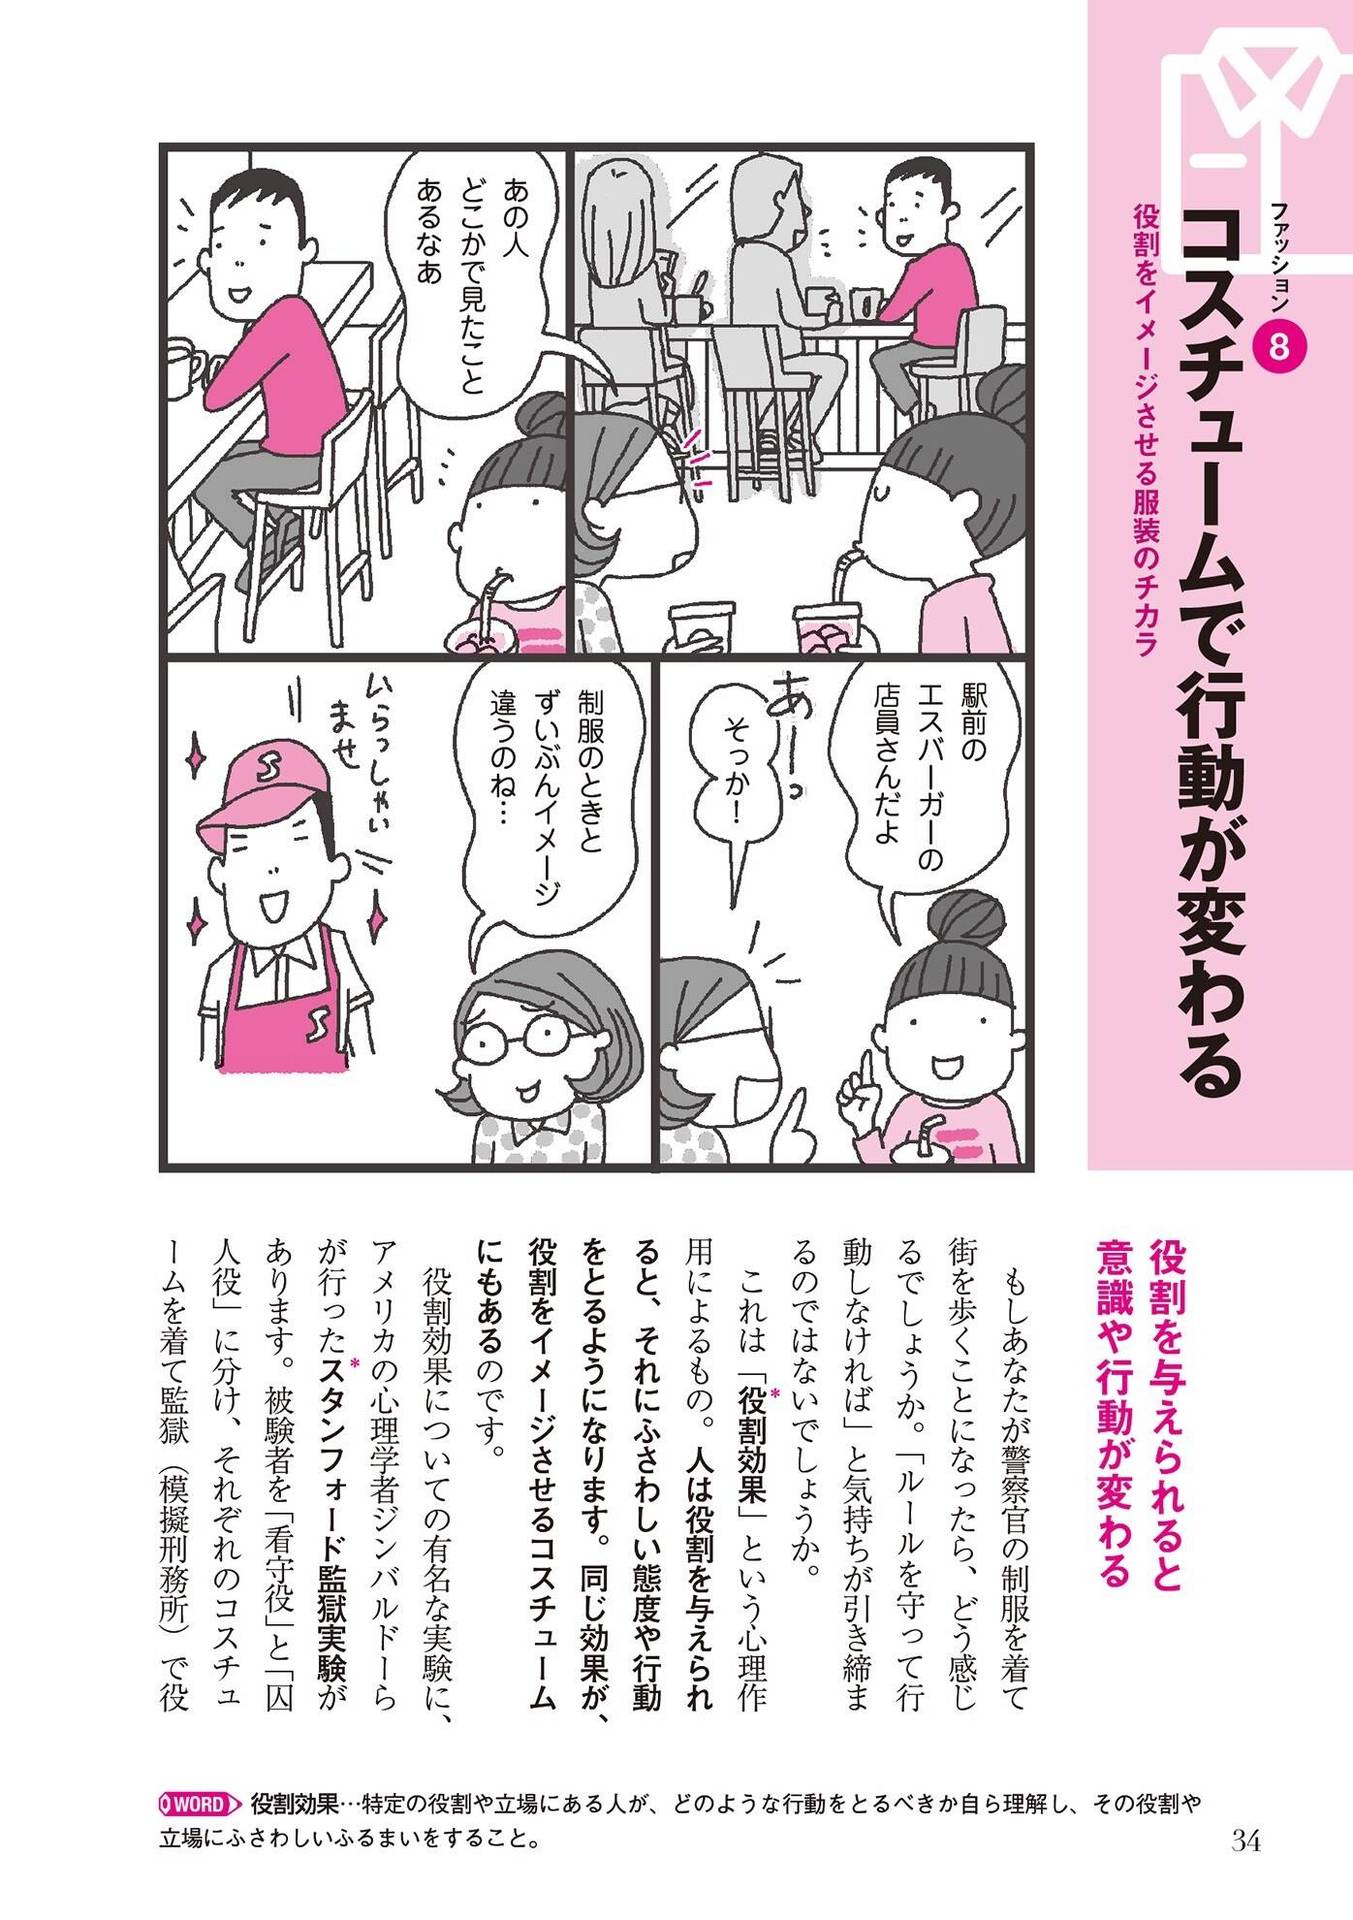 ファッション
8
コスチュームで行動が変わる
役割をイメージさせる服装のチカラ
あの人
どこかで見たこと
あるなあ
駅前の
エスバーガーの
店員さんだよ
あーっ
そっか!
制服のときと
ずいぶんイメージ
違うのね…
いらっしゃい
ませ
S
S
役割を与えられると
意識や行動が変わる
もしあなたが警察官の制服を着て
街を歩くことになったら、どう感じ
るでしょうか。「ルールを守って行
動しなければ」と気持ちが引き締ま
るのではないでしょうか。
これは「役割効果*」という心理作
用によるもの。人は役割を与えられ
ると、それにふさわしい態度や行動
をとるようになります。同じ効果が、
役割をイメージさせるコスチューム
にもあるのです。
役割効果についての有名な実験に、
アメリカの心理学者ジンバルドーら
が行ったスタンフォード監獄実験*が
あります。被験者を「看守役」と「囚
人役」に分け、それぞれのコスチュ
ームを着て監獄（模擬刑務所）で役
WORD 役割効果…特定の役割や立場にある人が、どのような行動をとるべきか自ら理解し、その役割や
立場にふさわしいふるまいをすること。
34